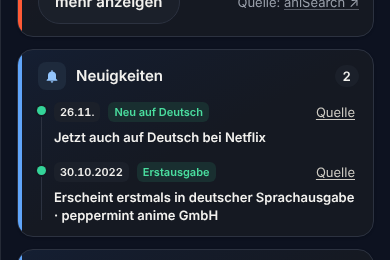 mehr anzeigen
Quelle: aniSearch ↗
Neuigkeiten
2
26.11. Neu auf Deutsch Quelle
Jetzt auch auf Deutsch bei Netflix
30.10.2022 Erstausgabe Quelle
Erscheint erstmals in deutscher Sprachausgabe
· peppermint anime GmbH